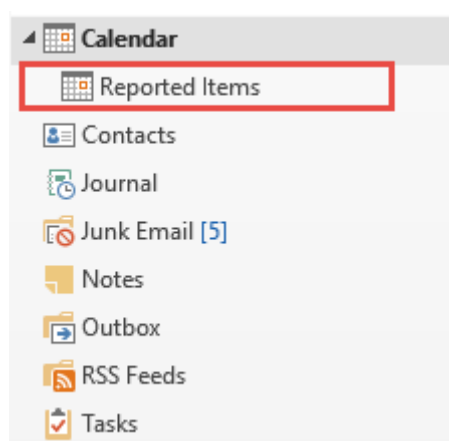 Calendar
Reported Items
Contacts
Journal
Junk Email [5]
Notes
Outbox
RSS Feeds
Tasks